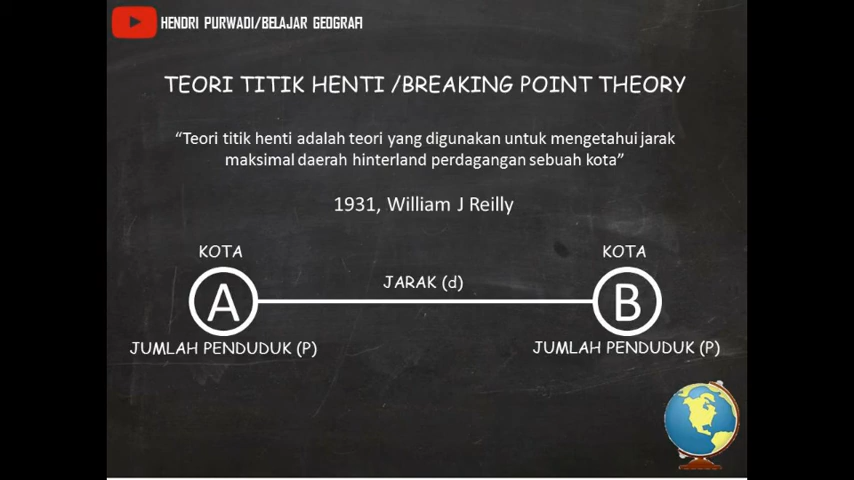 HENDRI PURWADI/BELAJAR GEOGRAFI
TEORI TITIK HENTI /BREAKING POINT THEORY
“Teori titik henti adalah teori yang digunakan untuk mengetahui jarak
maksimal daerah hinterland perdagangan sebuah kota”
1931, William J Reilly
KOTA
A
JUMLAH PENDUDUK (P)
JARAK (d)
KOTA
B
JUMLAH PENDUDUK (P)